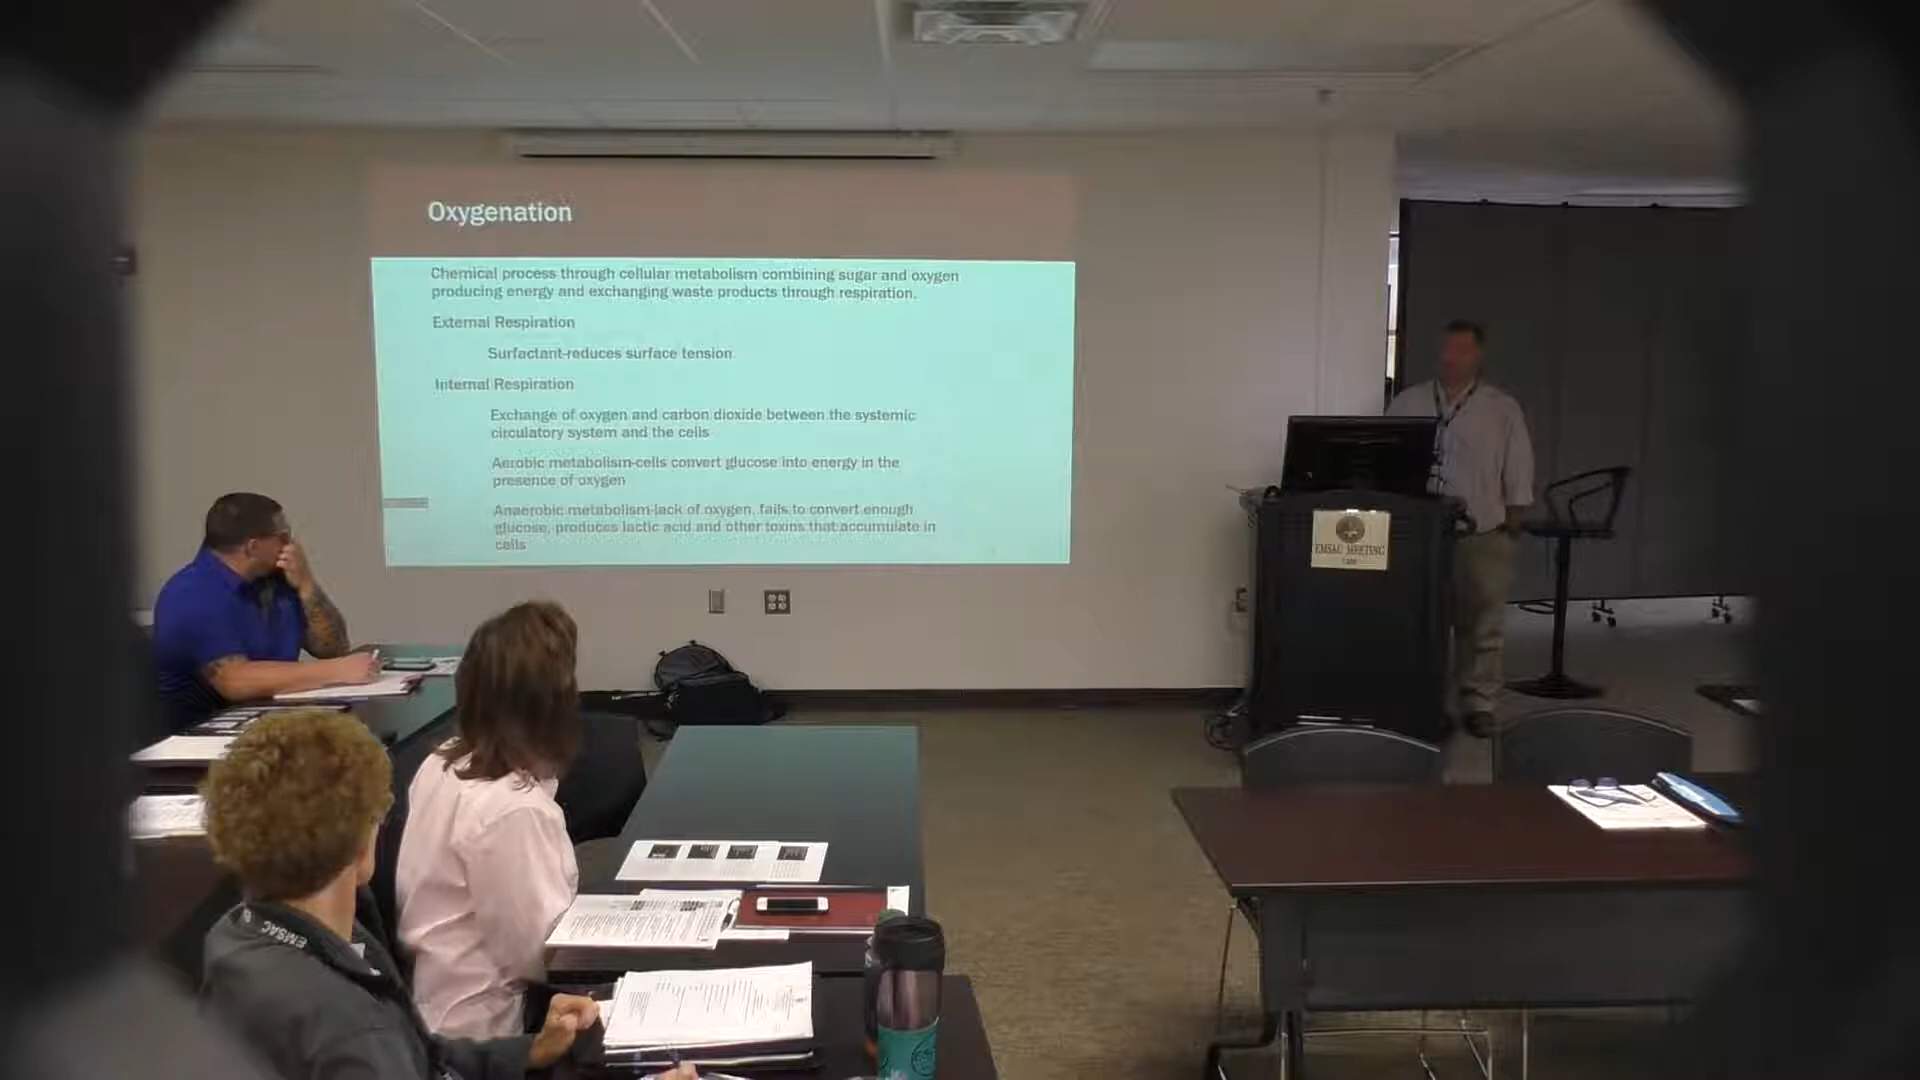 Oxygenation
Chemical process through cellular metabolism combining sugar and oxygen
producing energy and exchanging waste products through respiration.
External Respiration
Surfactant-reduces surface tension
Internal Respiration
Exchange of oxygen and carbon dioxide between the systemic
circulatory system and the cells
Aerobic metabolism-cells convert glucose into energy in the
presence of oxygen
Anaerobic metabolism-lack of oxygen, fails to convert enough
glucose, produces lactic acid and other toxins that accumulate in
cells
EMSAC MEETING
EMSAC